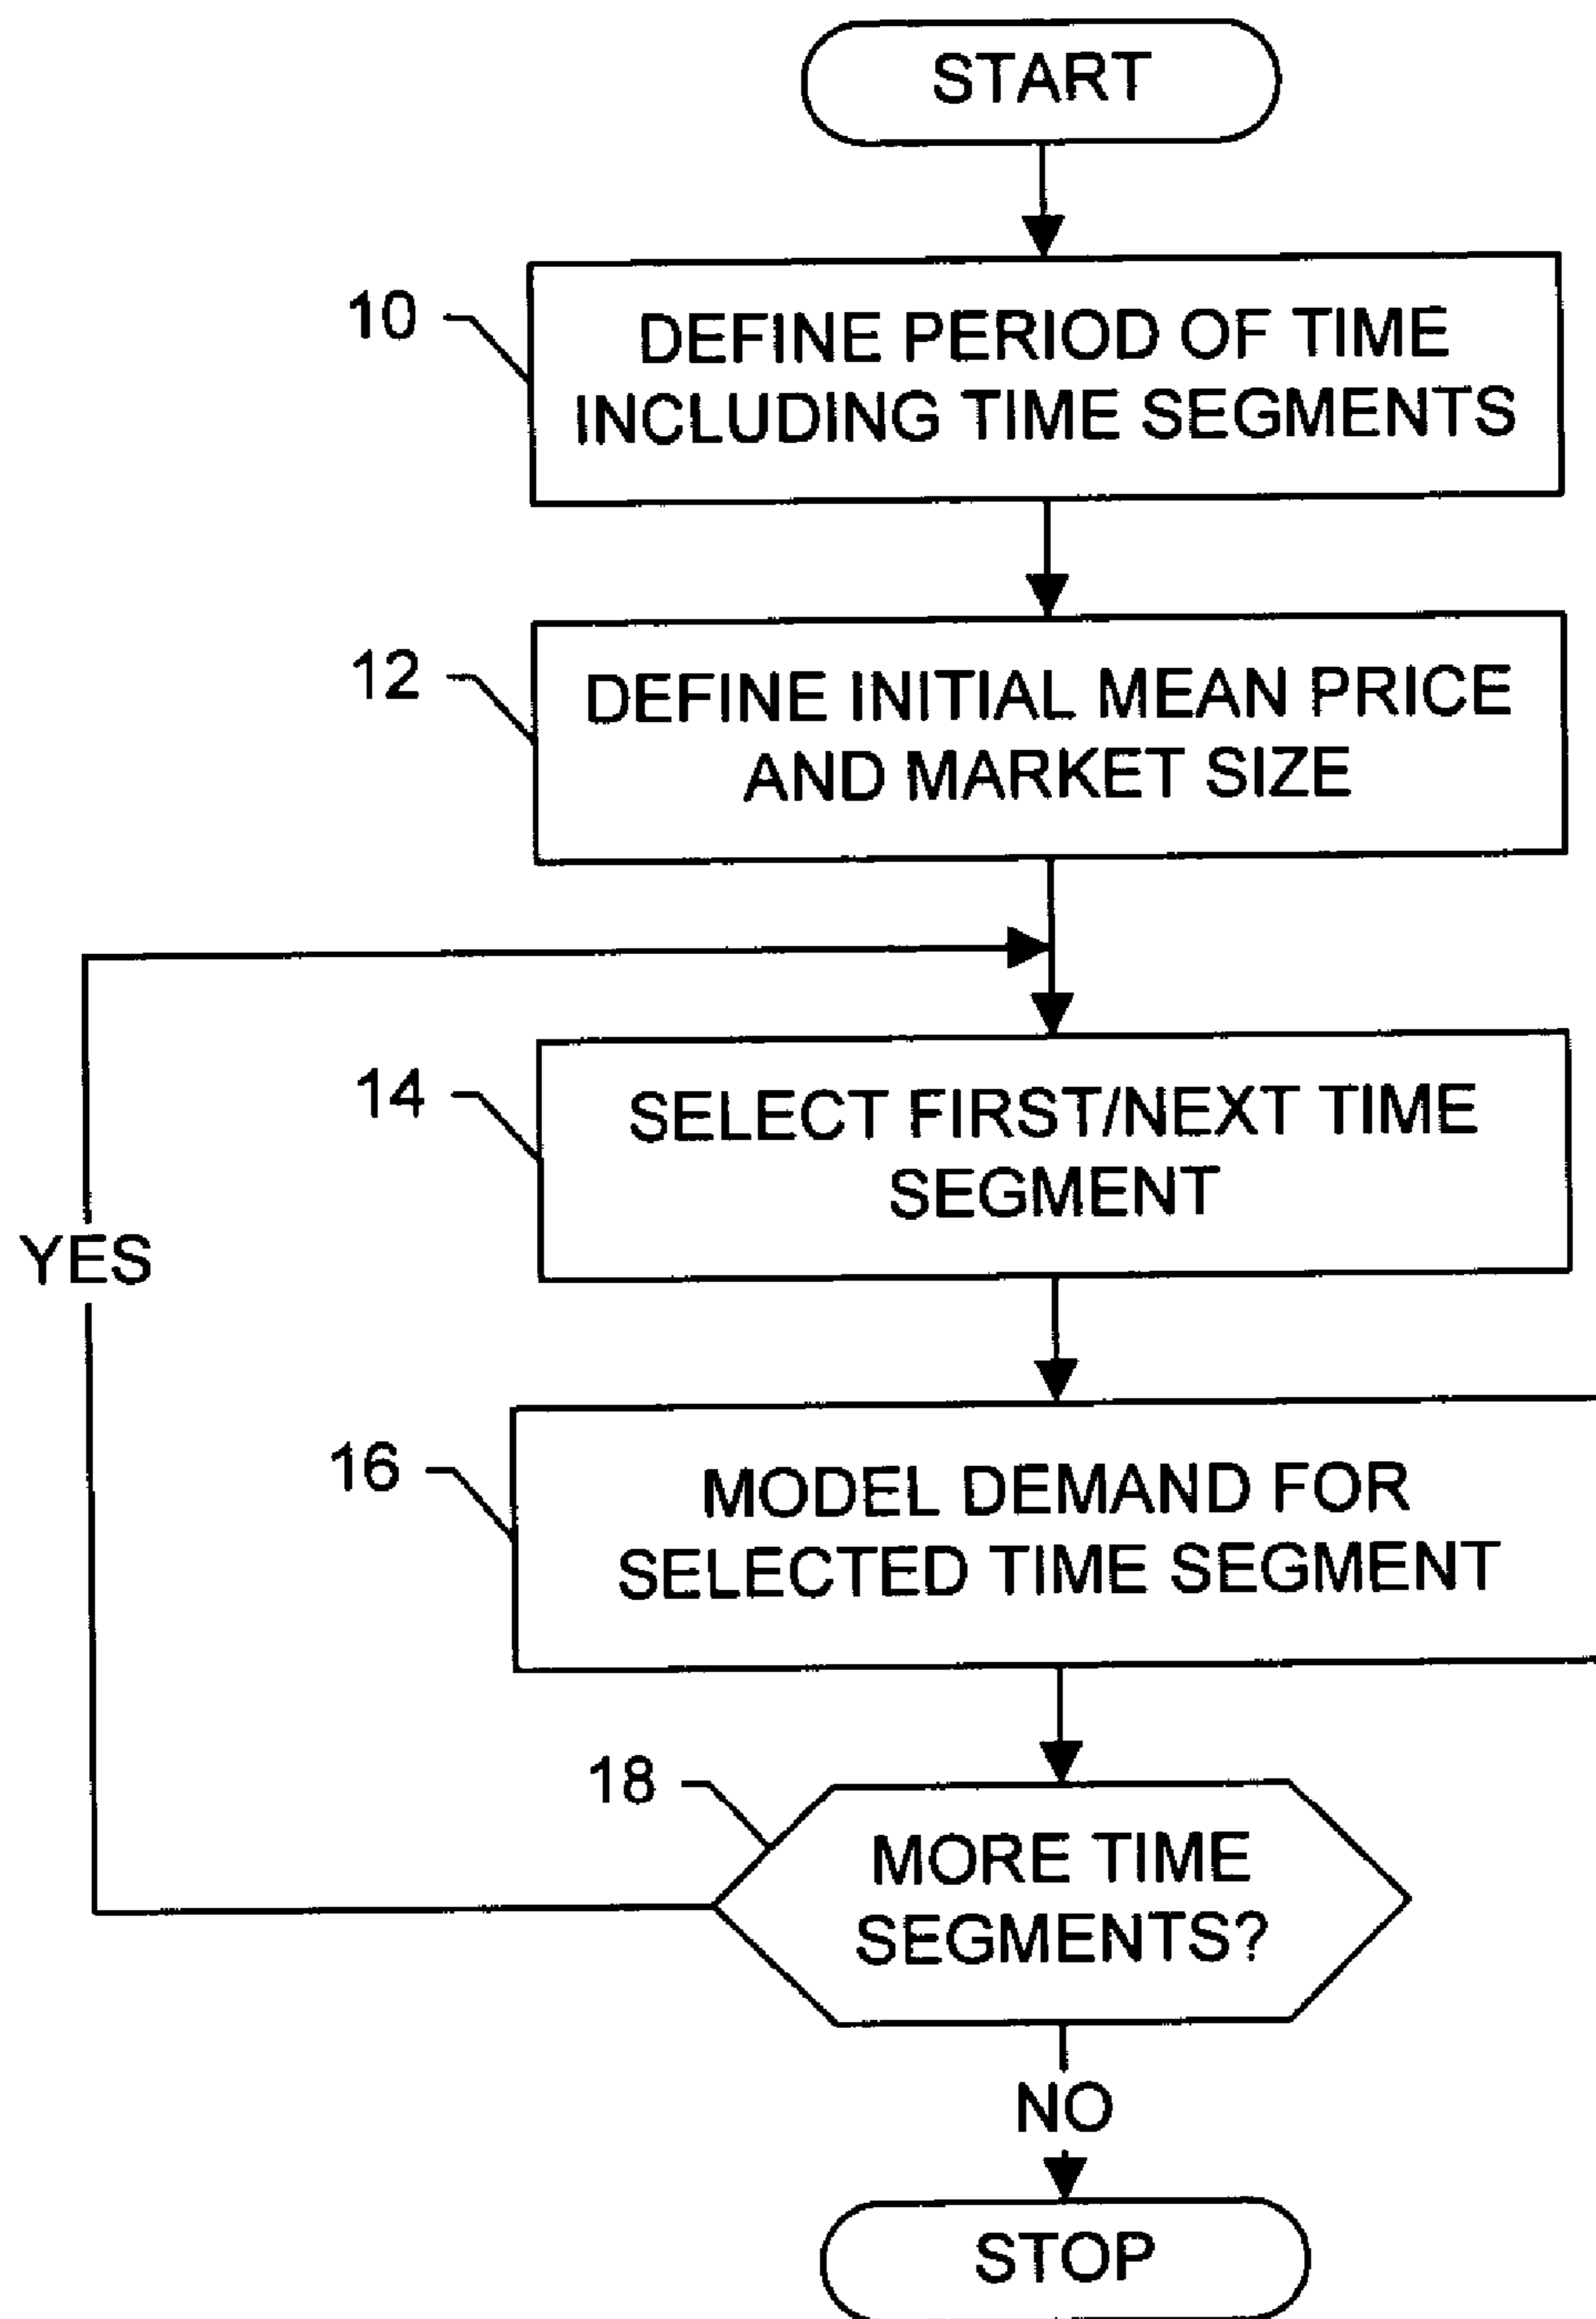 START
10
DEFINE PERIOD OF TIME
INCLUDING TIME SEGMENTS
12
DEFINE INITIAL MEAN PRICE
AND MARKET SIZE
14
SELECT FIRST/NEXT TIME
SEGMENT
YES
16
MODEL DEMAND FOR
SELECTED TIME SEGMENT
18
MORE TIME
SEGMENTS?
NO
STOP